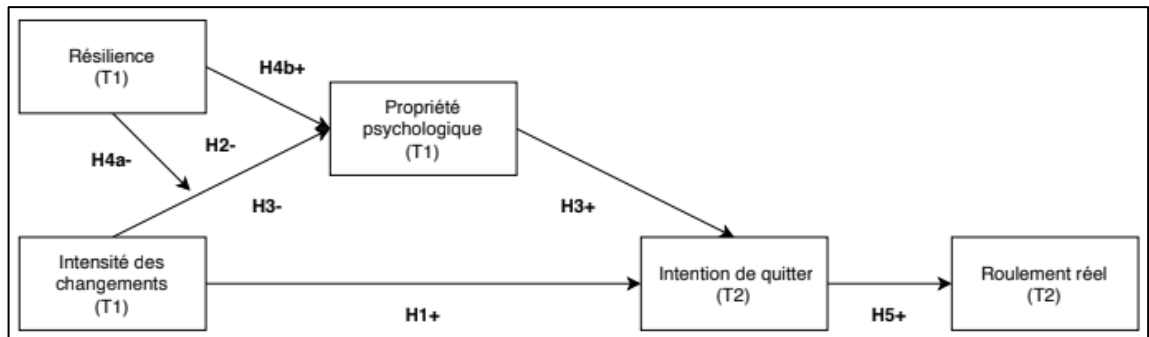 Résilience
(T1)
H4b+
Propriété
psychologique
(T1)
H2-
H4a-
H3-
H3+
Intensité des
changements
(T1)
Intention de quitter
(T2)
Roulement réel
(T2)
H1+
H5+